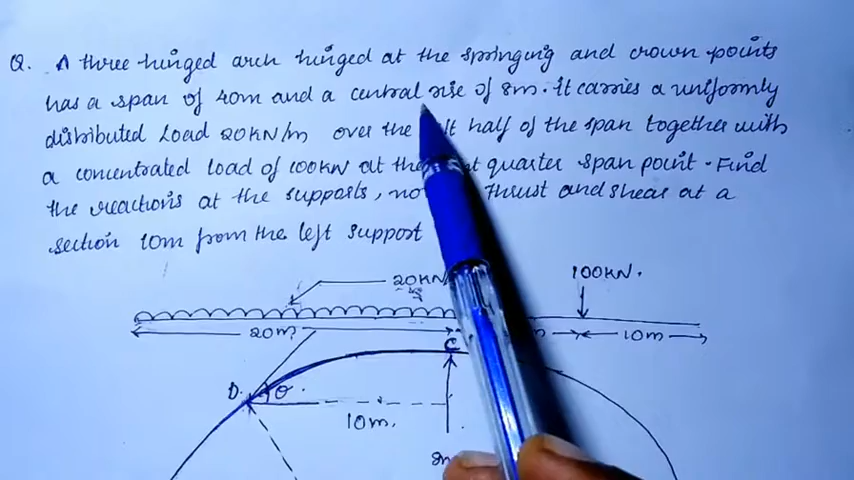 Q. A three hinged arch hinged at the springing and crown points
has a span of 40m and a central rise of 8m. it carries a uniformly
distributed Load 20KN/m over the half of the span together with
a concentrated load of 100KN at the quarter span point. Find
the reactions at the supports, thrust and shear at a
section 10m from the left support
20KN
100KN.
20m
10m
C
D.
θ
10m.